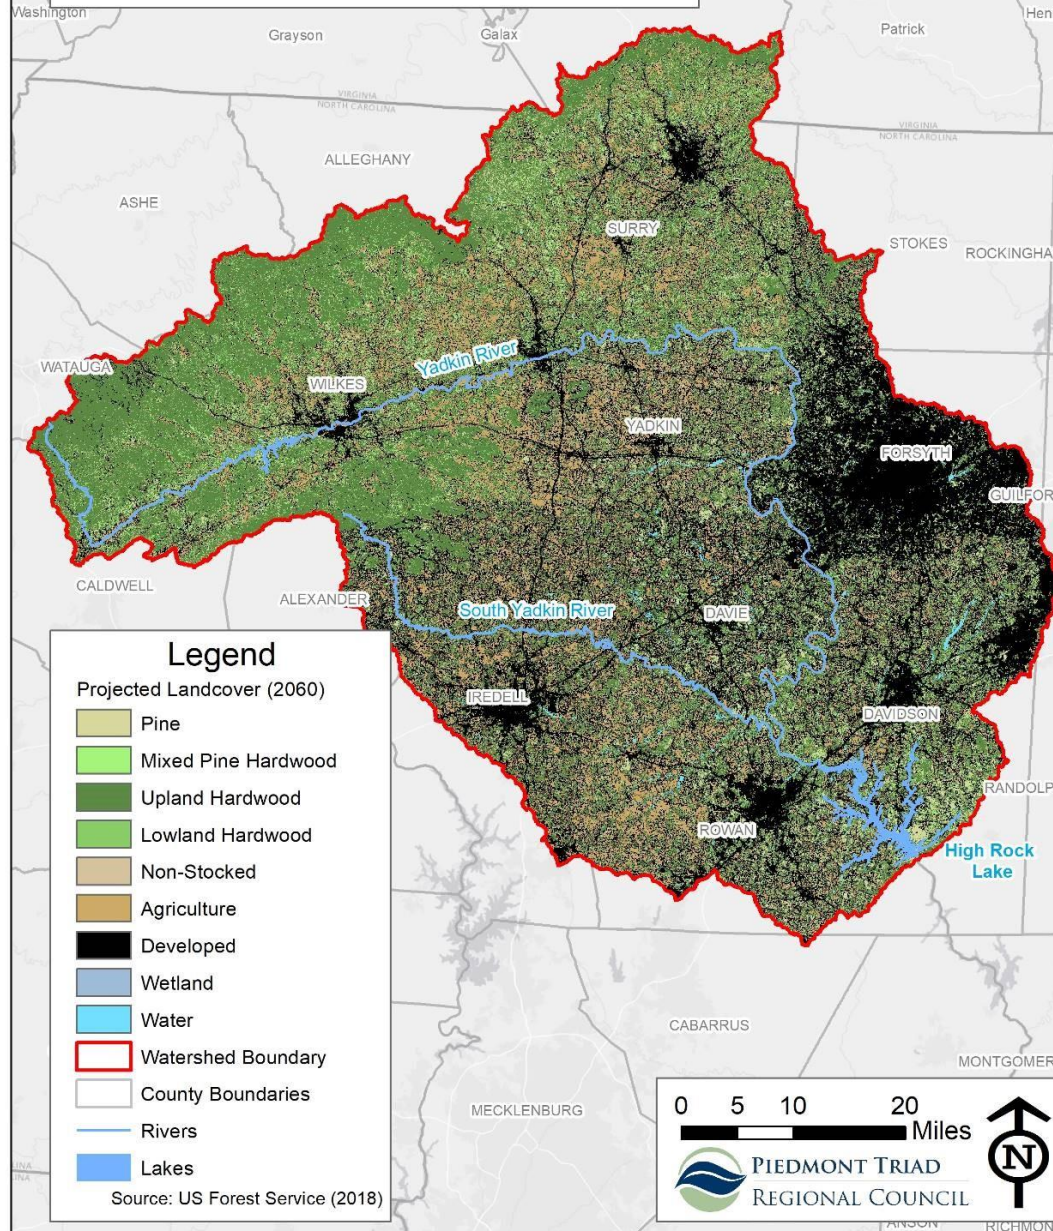 Washington
Grayson
Galax
Patrick
Hen
VIRGINIA
NORTH CAROLINA
VIRGINIA
NORTH CAROLINA
ALLEGHANY
ASHE
SURRY
STOKES
ROCKINGHA
WATAUGA
Yadkin River
WILKES
YADKIN
FORSYTH
GUILFOR
CALDWELL
ALEXANDER
South Yadkin River
DAVIE
IREDELL
DAVIDSON
RANDOLP
ROWAN
High Rock
Lake
Legend
Projected Landcover (2060)
Pine
Mixed Pine Hardwood
Upland Hardwood
Lowland Hardwood
Non-Stocked
Agriculture
Developed
Wetland
Water
Watershed Boundary
County Boundaries
Rivers
Lakes
Source: US Forest Service (2018)
CABARRUS
MONTGOMER
MECKLENBURG
0 5 10 20
Miles
N
PIEDMONT TRIAD
REGIONAL COUNCIL
ANSON
RICHMON